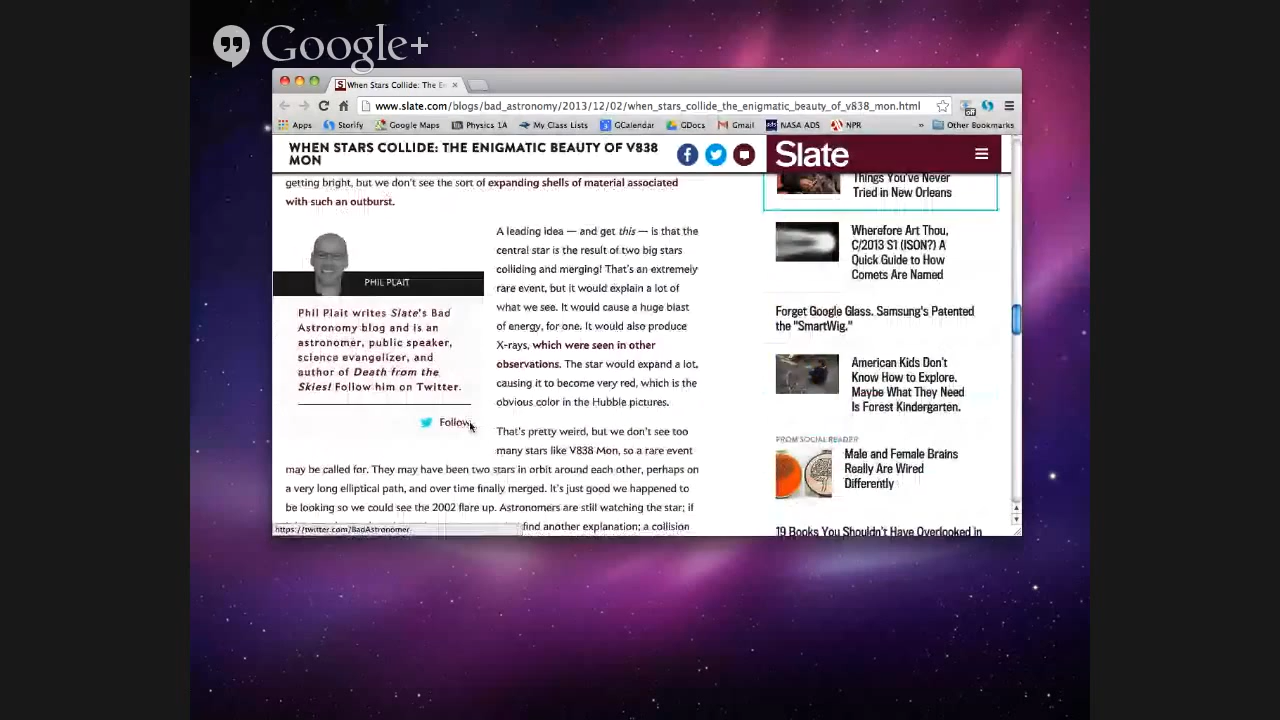 Google+
When Stars Collide: The E
www.slate.com/blogs/bad_astronomy/2013/12/02/when_stars_collide_the_enigmatic_beauty_of_v838_mon.html
Apps Storify Google Maps Physics 1A My Class Lists GCalendar GDocs Gmail NASA ADS NPR » Other Bookmarks
WHEN STARS COLLIDE: THE ENIGMATIC BEAUTY OF V838
MON
Slate
getting bright, but we don't see the sort of expanding shells of material associated
with such an outburst.
PHIL PLAIT
Phil Plait writes Slate's Bad
Astronomy blog and is an
astronomer, public speaker,
science evangelizer, and
author of Death from the
Skies! Follow him on Twitter.
Follow
A leading idea — and get this — is that the
central star is the result of two big stars
colliding and merging! That's an extremely
rare event, but it would explain a lot of
what we see. It would cause a huge blast
of energy, for one. It would also produce
X-rays, which were seen in other
observations. The star would expand a lot,
causing it to become very red, which is the
obvious color in the Hubble pictures.
That's pretty weird, but we don't see too
many stars like V838 Mon, so a rare event
may be called for. They may have been two stars in orbit around each other, perhaps on
a very long elliptical path, and over time finally merged. It's just good we happened to
be looking so we could see the 2002 flare up. Astronomers are still watching the star; if
find another explanation; a collision
https://twitter.com/BadAstronomer
Things You've Never
Tried in New Orleans
Wherefore Art Thou,
C/2013 S1 (ISON?) A
Quick Guide to How
Comets Are Named
Forget Google Glass. Samsung's Patented
the "SmartWig."
American Kids Don't
Know How to Explore.
Maybe What They Need
Is Forest Kindergarten.
FROM SOCIAL READER
Male and Female Brains
Really Are Wired
Differently
19 Books You Shouldn't Have Overlooked in